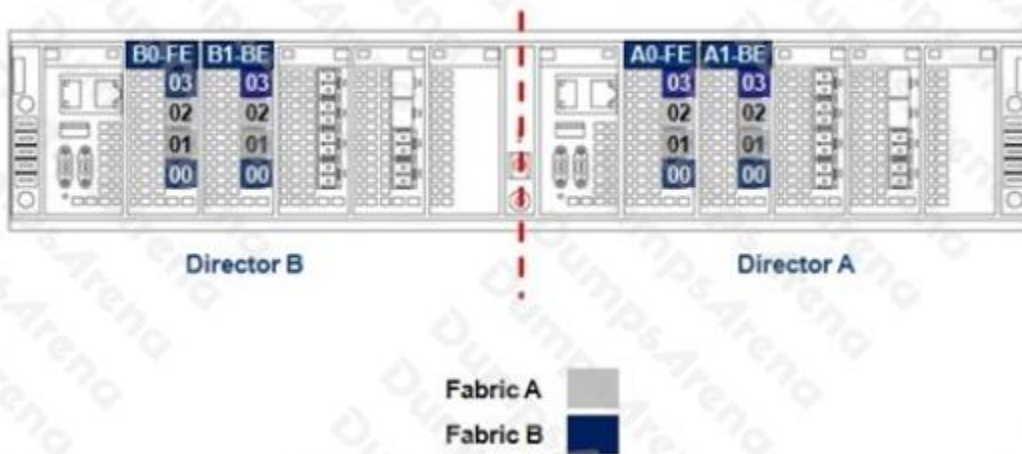 B0-FE B1-BE A0-FE A1-BE
03 03 03 03
02 02 02 02
01 01 01 01
00 00 00 00
Director B Director A
Fabric A
Fabric B
DumpsArena